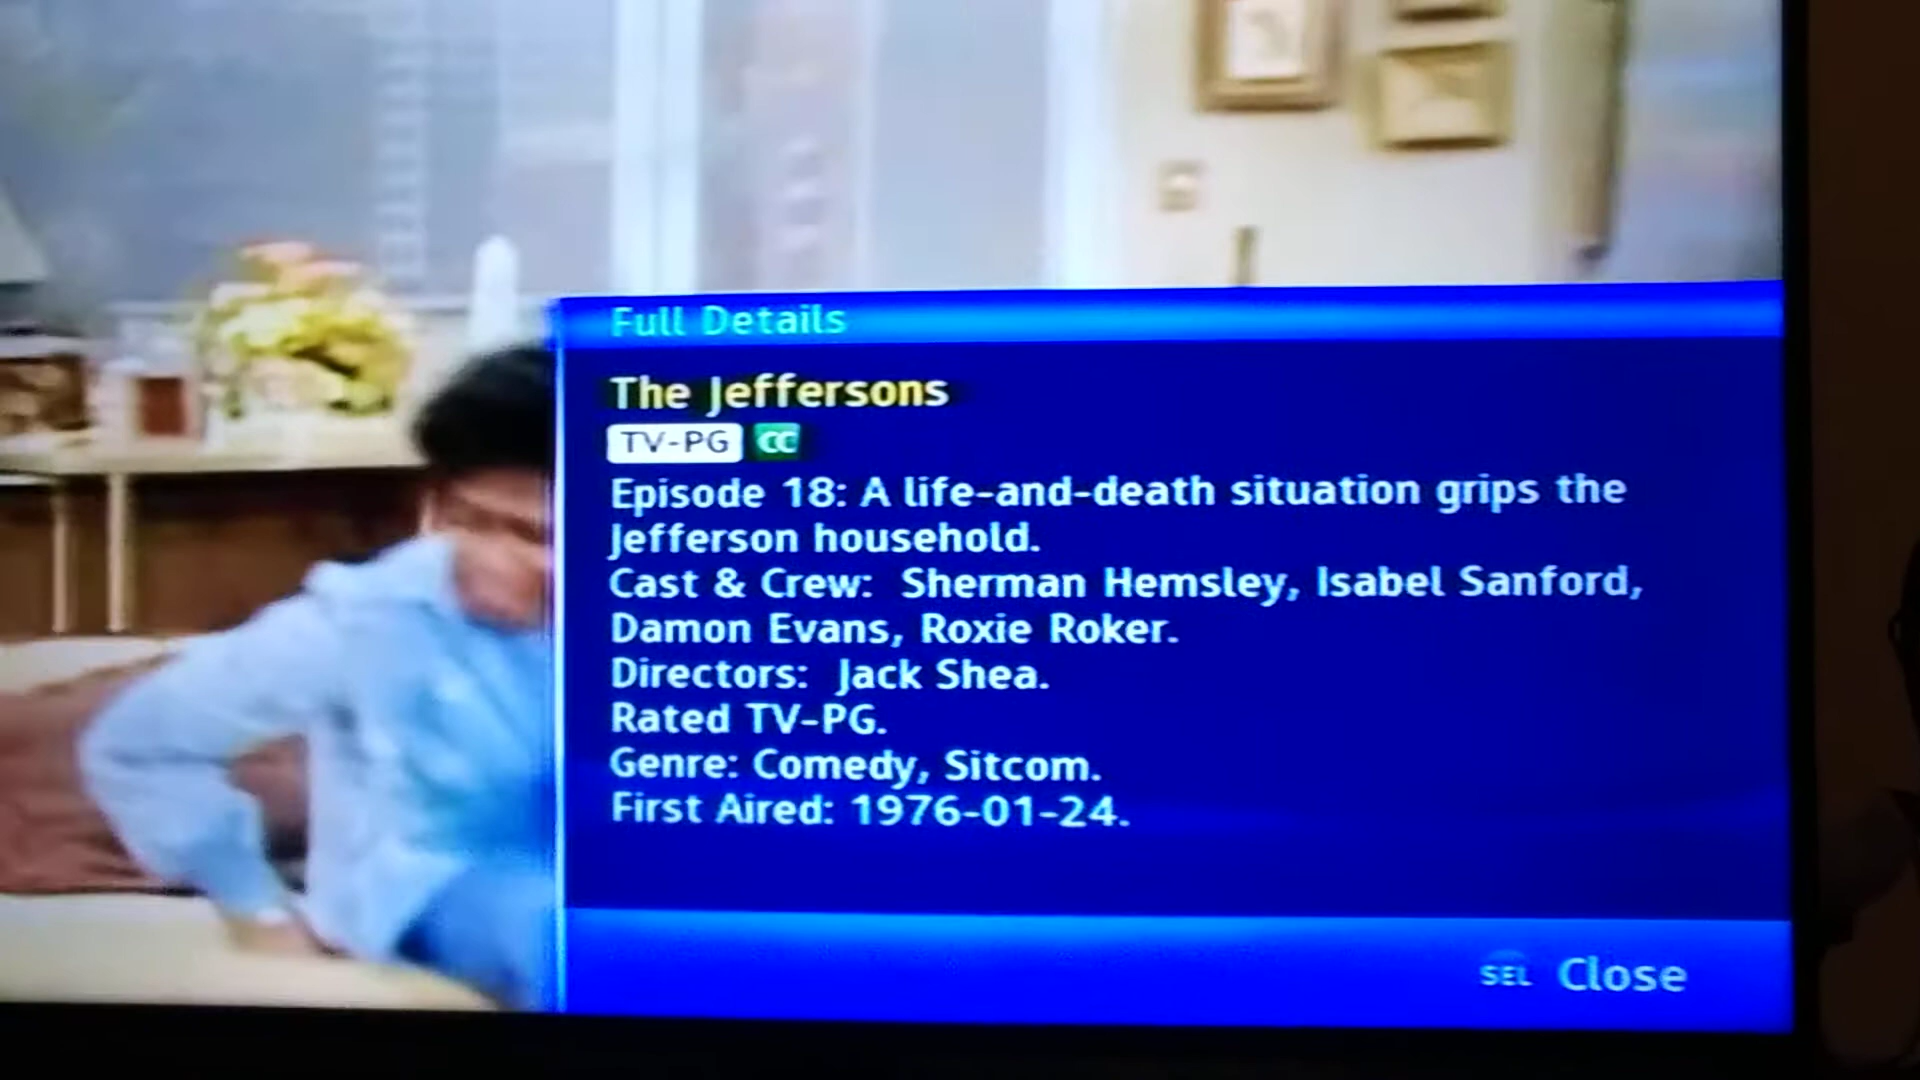 Full Details
The Jeffersons
TV-PG CC
Episode 18: A life-and-death situation grips the
Jefferson household.
Cast & Crew:  Sherman Hemsley, Isabel Sanford,
Damon Evans, Roxie Roker.
Directors:  Jack Shea.
Rated TV-PG.
Genre: Comedy, Sitcom.
First Aired: 1976-01-24.
SEL Close